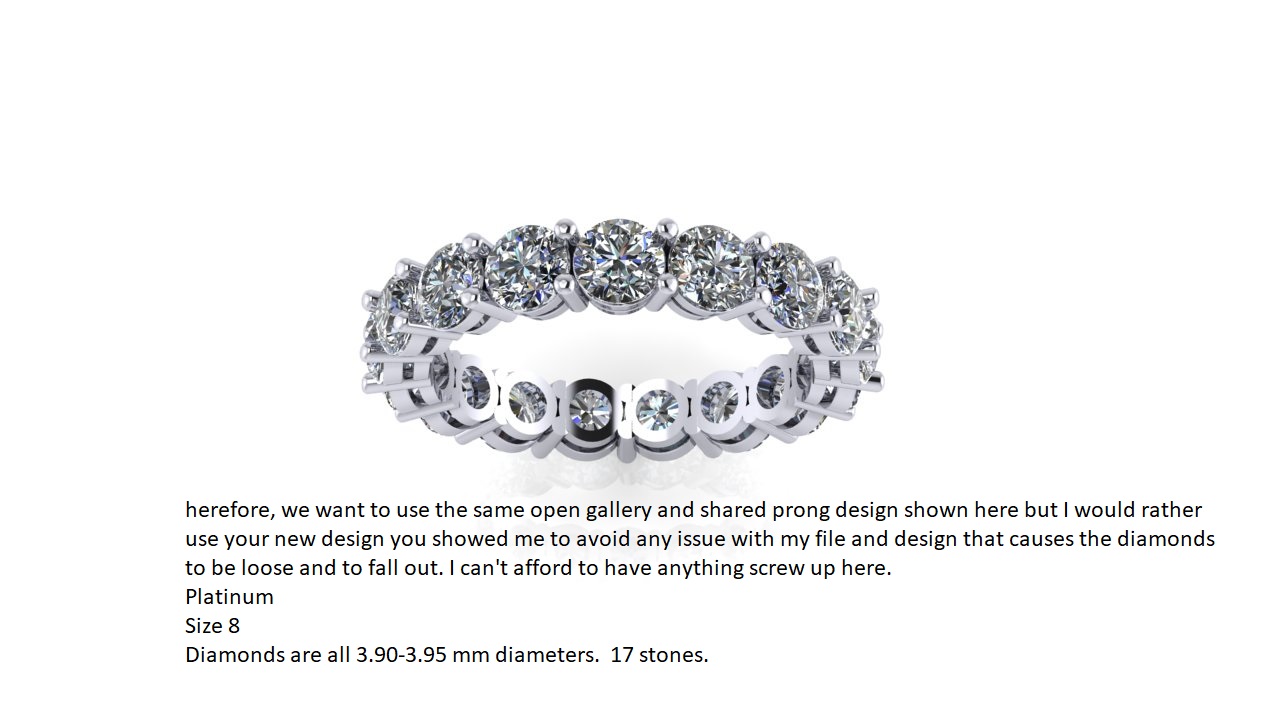 herefore, we want to use the same open gallery and shared prong design shown here but I would rather
use your new design you showed me to avoid any issue with my file and design that causes the diamonds
to be loose and to fall out. I can't afford to have anything screw up here.
Platinum
Size 8
Diamonds are all 3.90-3.95 mm diameters.  17 stones.